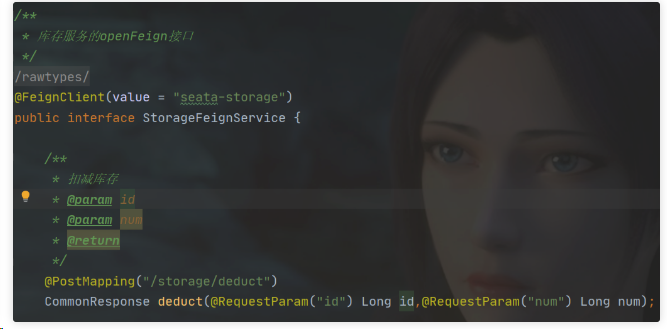 /**
 * 库存服务的openFeign接口
 */
/rawtypes/
@FeignClient(value = "seata-storage")
public interface StorageFeignService {
/**
 * 扣减库存
 * @param id
 * @param num
 * @return
 */
@PostMapping("/storage/deduct")
CommonResponse deduct(@RequestParam("id") Long id,@RequestParam("num") Long num);